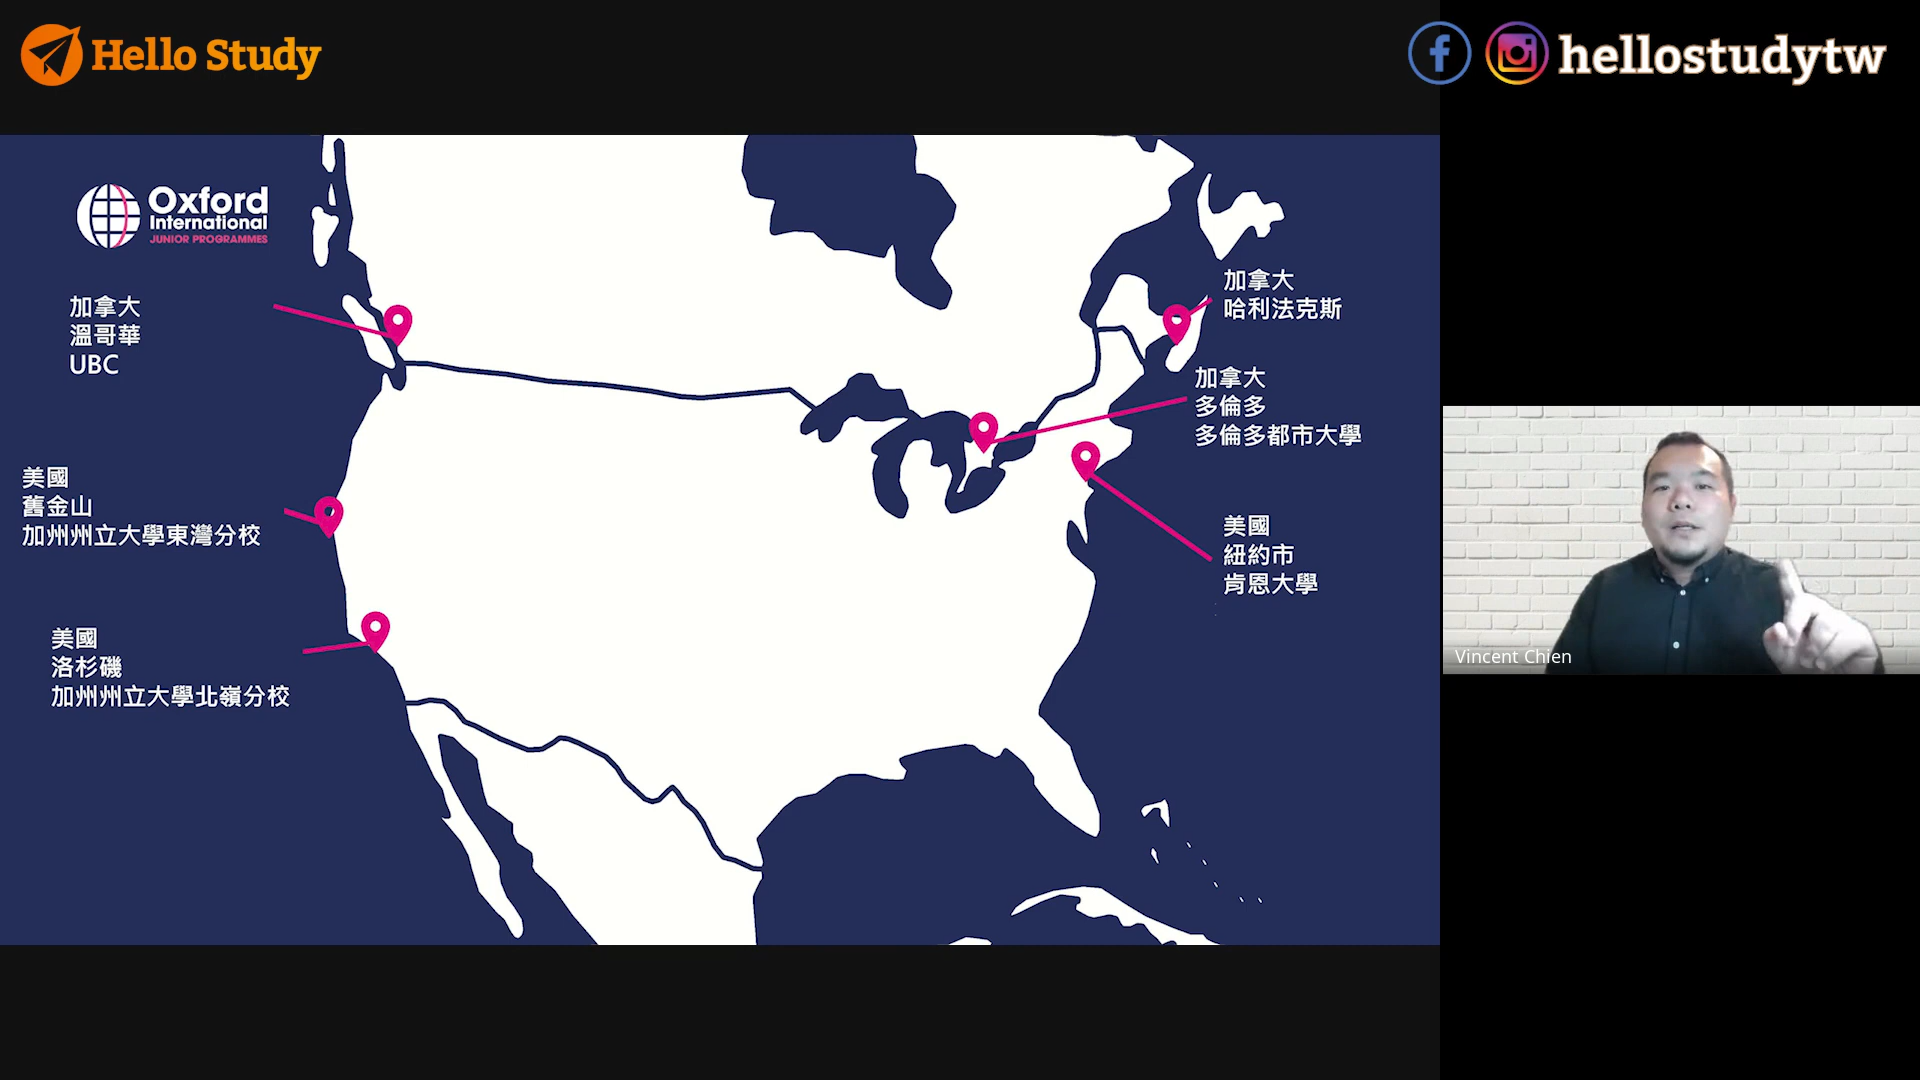 Hello Study
hellostudytw
Oxford
International
JUNIOR PROGRAMMES
加拿大
溫哥華
UBC
美國
舊金山
加州州立大學東灣分校
美國
洛杉磯
加州州立大學北嶺分校
加拿大
哈利法克斯
加拿大
多倫多
多倫多都市大學
美國
紐約市
肯恩大學
Vincent Chien